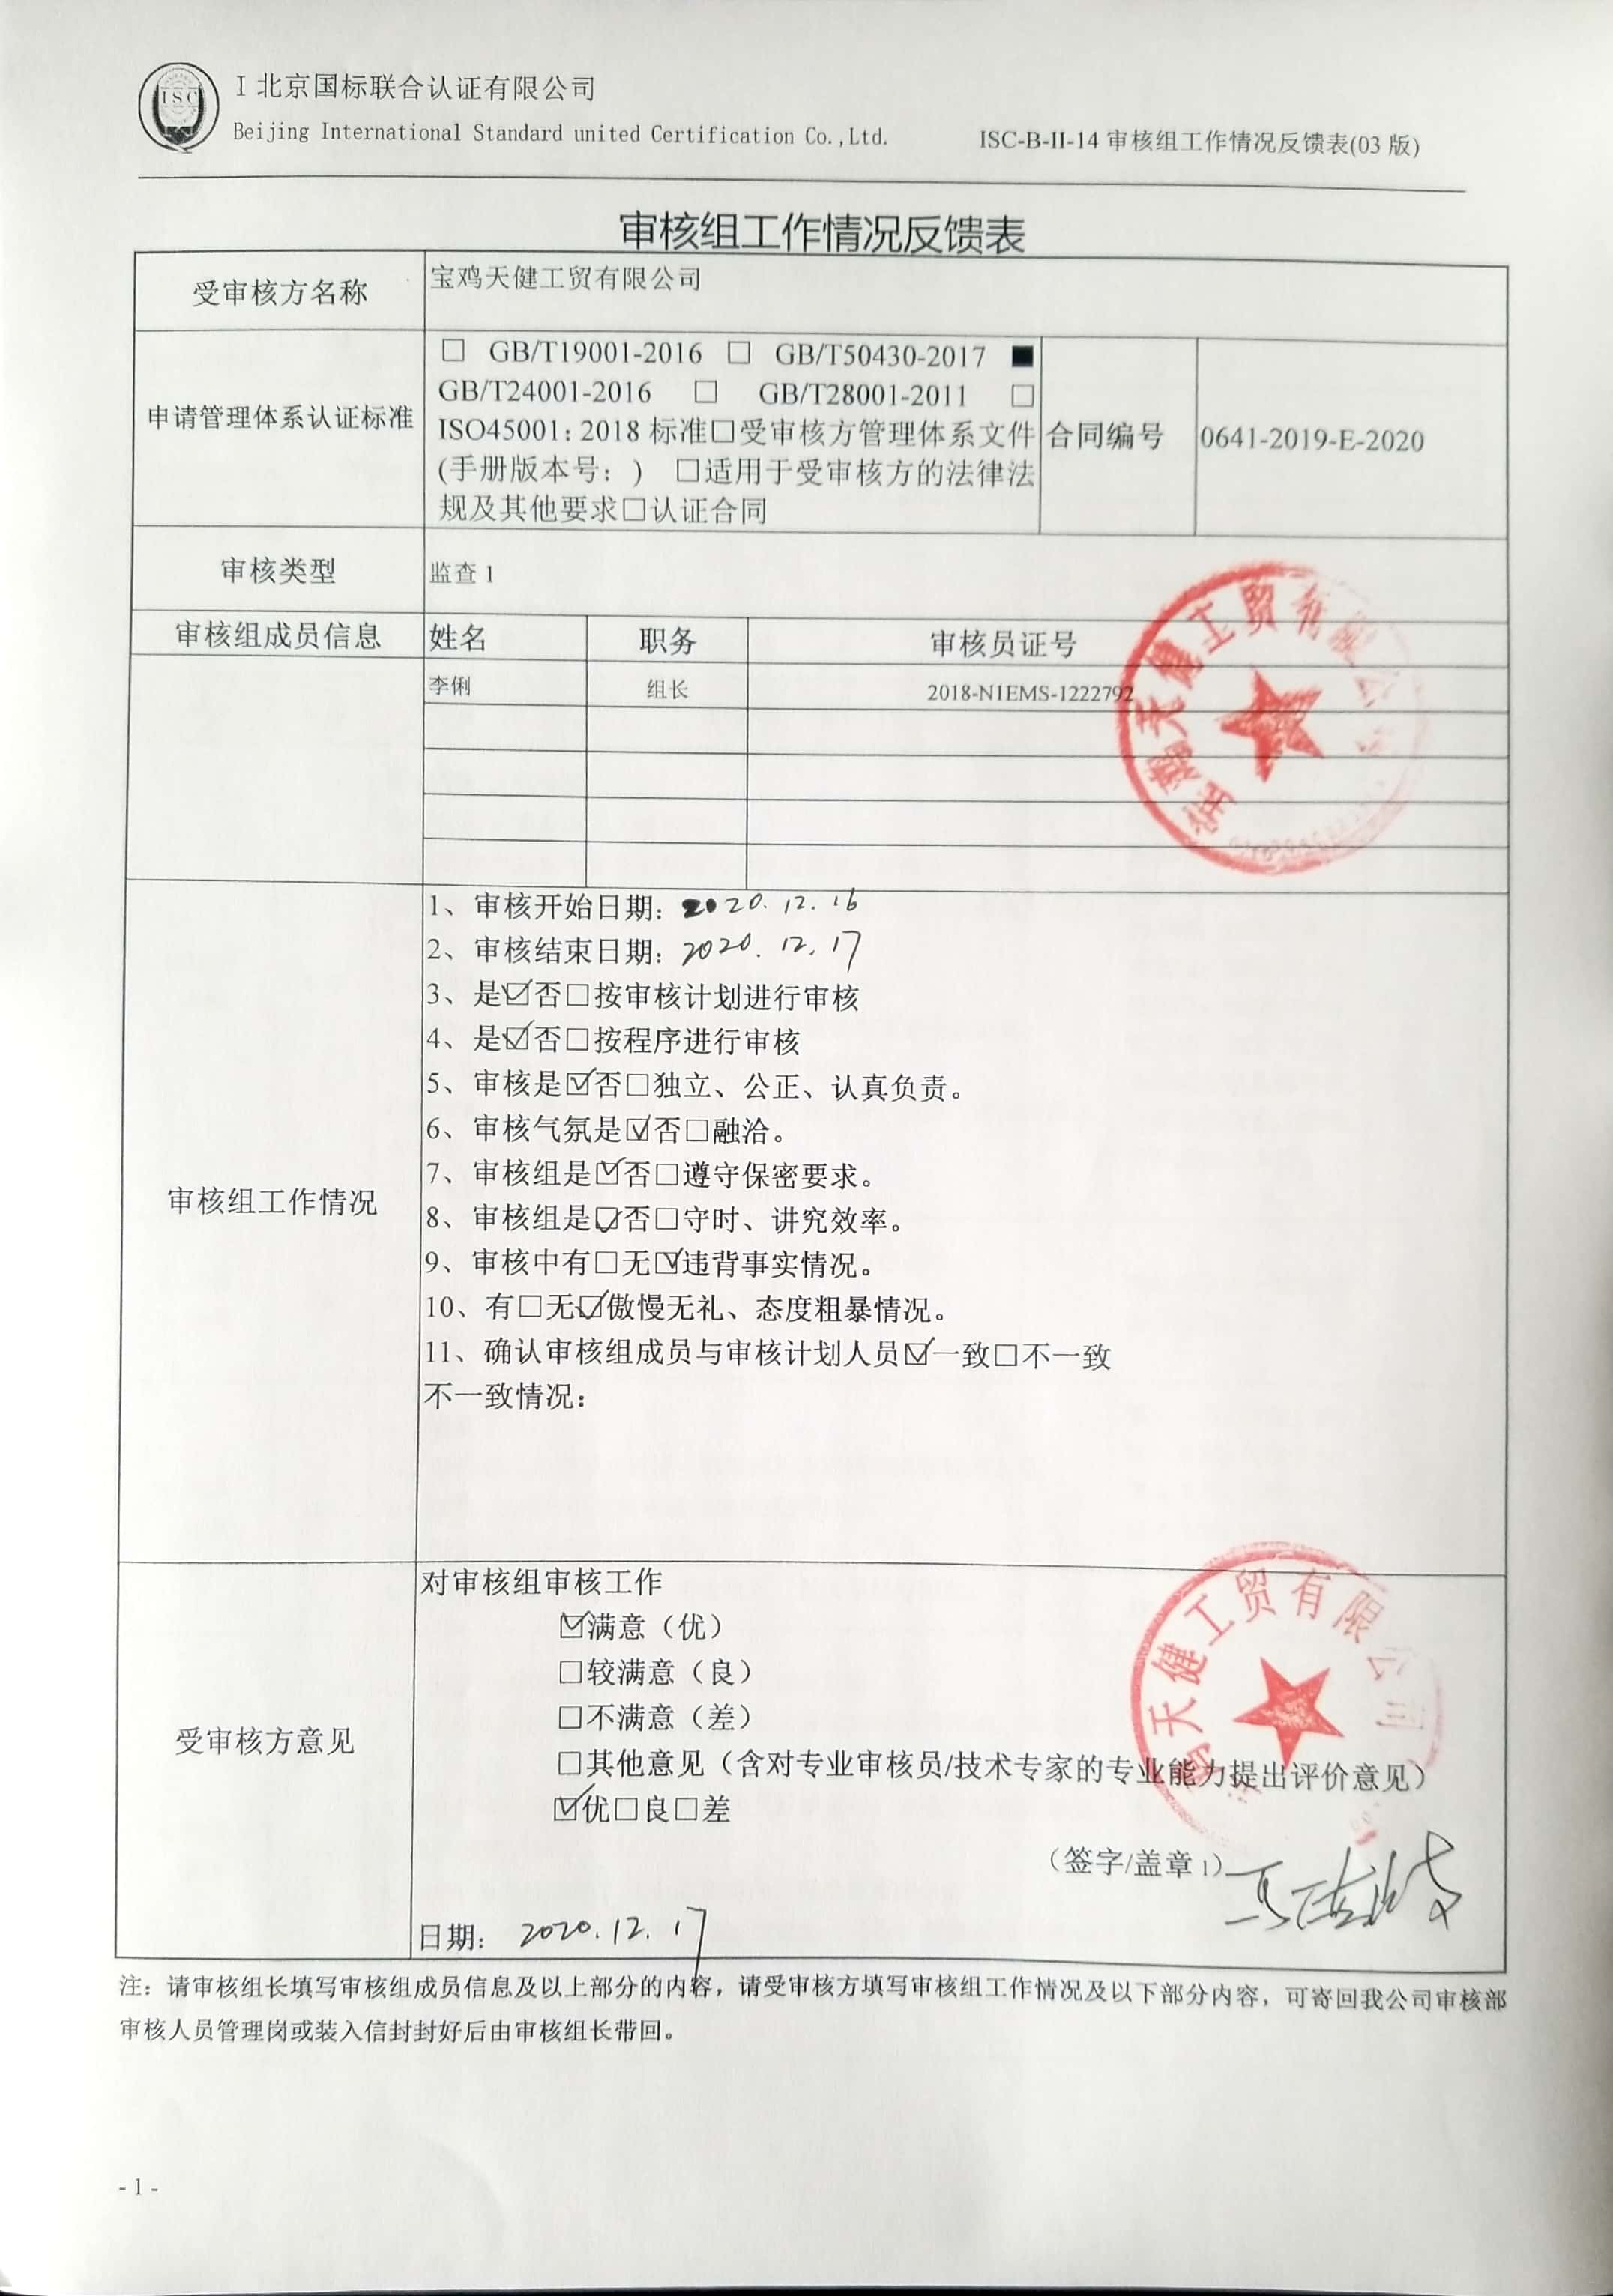 ISC
I 北京国标联合认证有限公司
Beijing International Standard united Certification Co.,Ltd.
ISC-B-II-14 审核组工作情况反馈表(03 版)
审核组工作情况反馈表
受审核方名称
宝鸡天健工贸有限公司
申请管理体系认证标准
□ GB/T19001-2016 □ GB/T50430-2017 ■
GB/T24001-2016 □ GB/T28001-2011 □
ISO45001：2018 标准□受审核方管理体系文件
(手册版本号：) □适用于受审核方的法律法
规及其他要求□认证合同
合同编号
0641-2019-E-2020
审核类型
监查 1
审核组成员信息
姓名
职务
审核员证号
李俐
组长
2018-N1EMS-1222792
宝鸡天健工贸有限公司
审核组工作情况
1、审核开始日期：2020.12.16
2、审核结束日期：2020.12.17
3、是☑否□按审核计划进行审核
4、是☑否□按程序进行审核
5、审核是☑否□独立、公正、认真负责。
6、审核气氛是☑否□融洽。
7、审核组是☑否□遵守保密要求。
8、审核组是☑否□守时、讲究效率。
9、审核中有□无☑违背事实情况。
10、有□无☑傲慢无礼、态度粗暴情况。
11、确认审核组成员与审核计划人员☑一致□不一致
不一致情况：
受审核方意见
对审核组审核工作
☑满意（优）
□较满意（良）
□不满意（差）
□其他意见（含对专业审核员/技术专家的专业能力提出评价意见）
☑优□良□差
天健工贸有限公司
（签字/盖章 1）
日期： 2020.12.17
注：请审核组长填写审核组成员信息及以上部分的内容，请受审核方填写审核组工作情况及以下部分内容，可寄回我公司审核部
审核人员管理岗或装入信封封好后由审核组长带回。
- 1 -